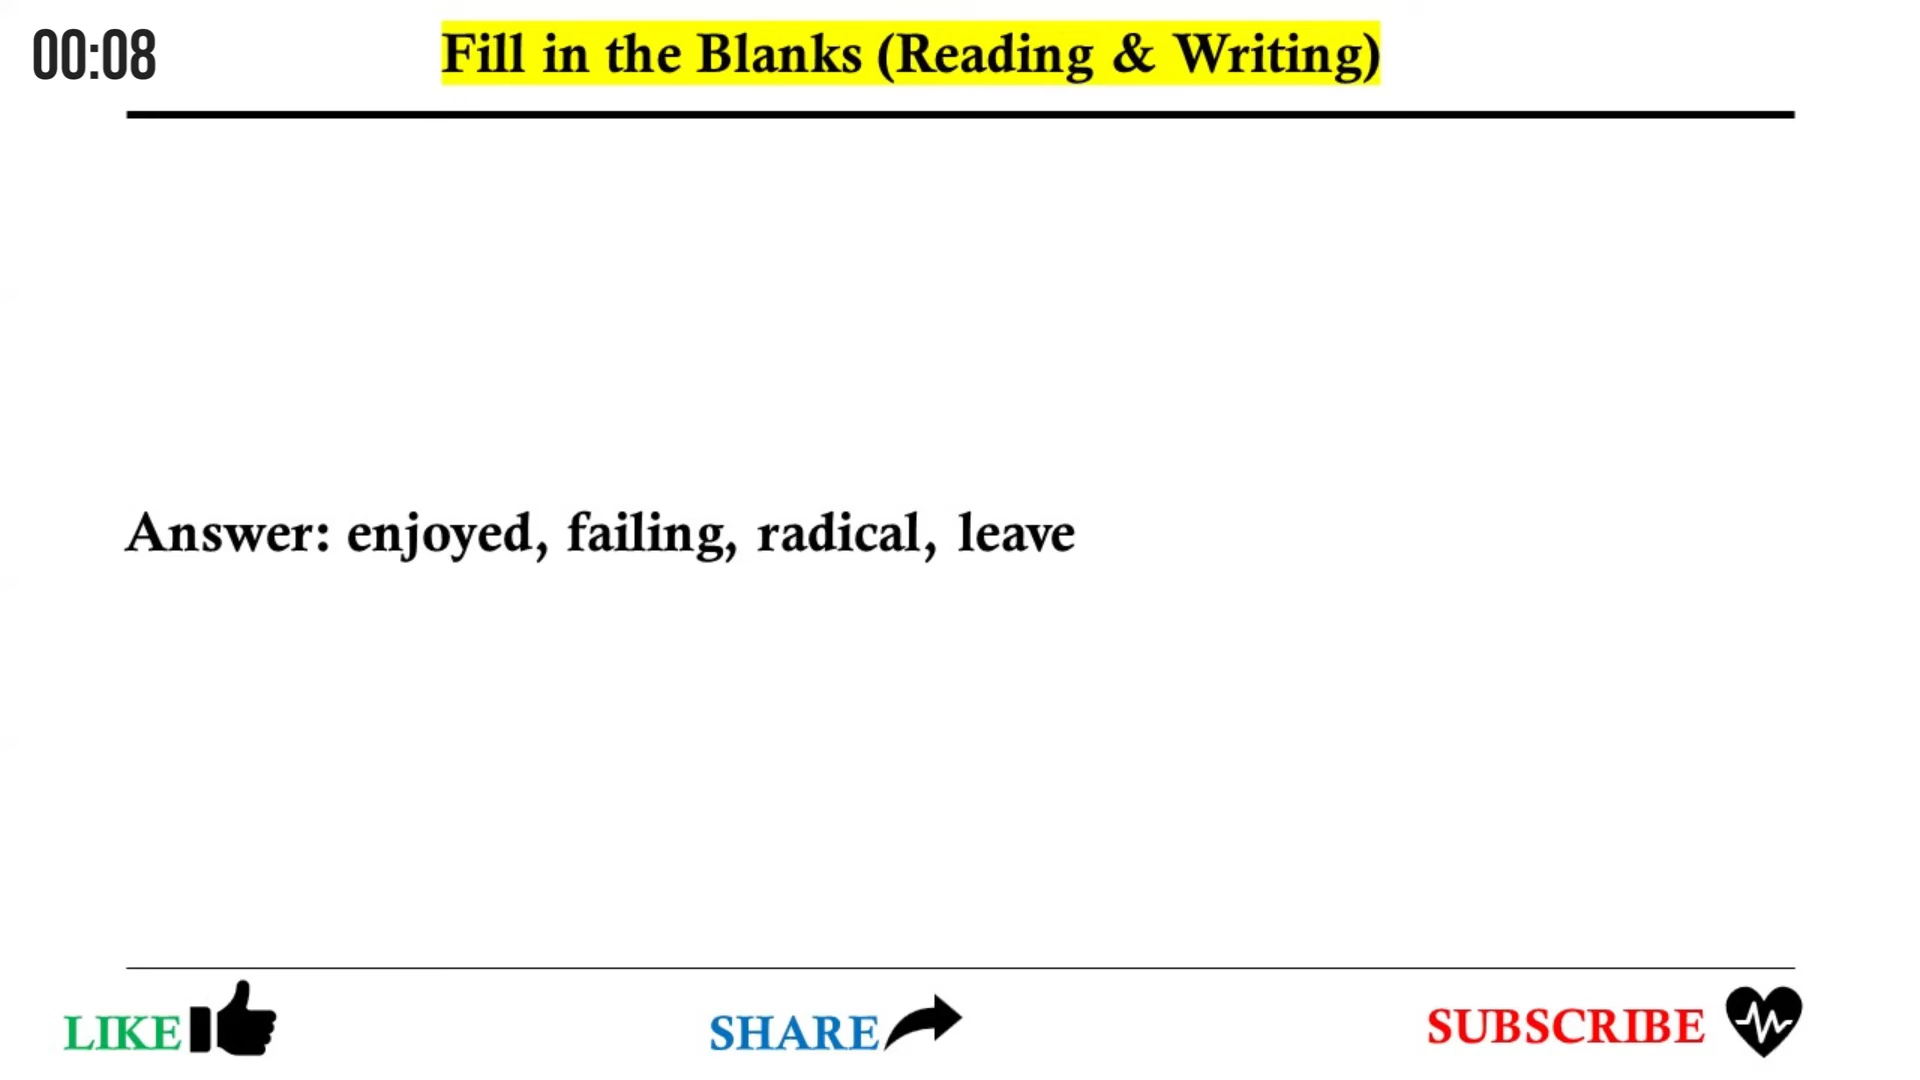 00:08
Fill in the Blanks (Reading & Writing)
Answer: enjoyed, failing, radical, leave
LIKE
SHARE
SUBSCRIBE